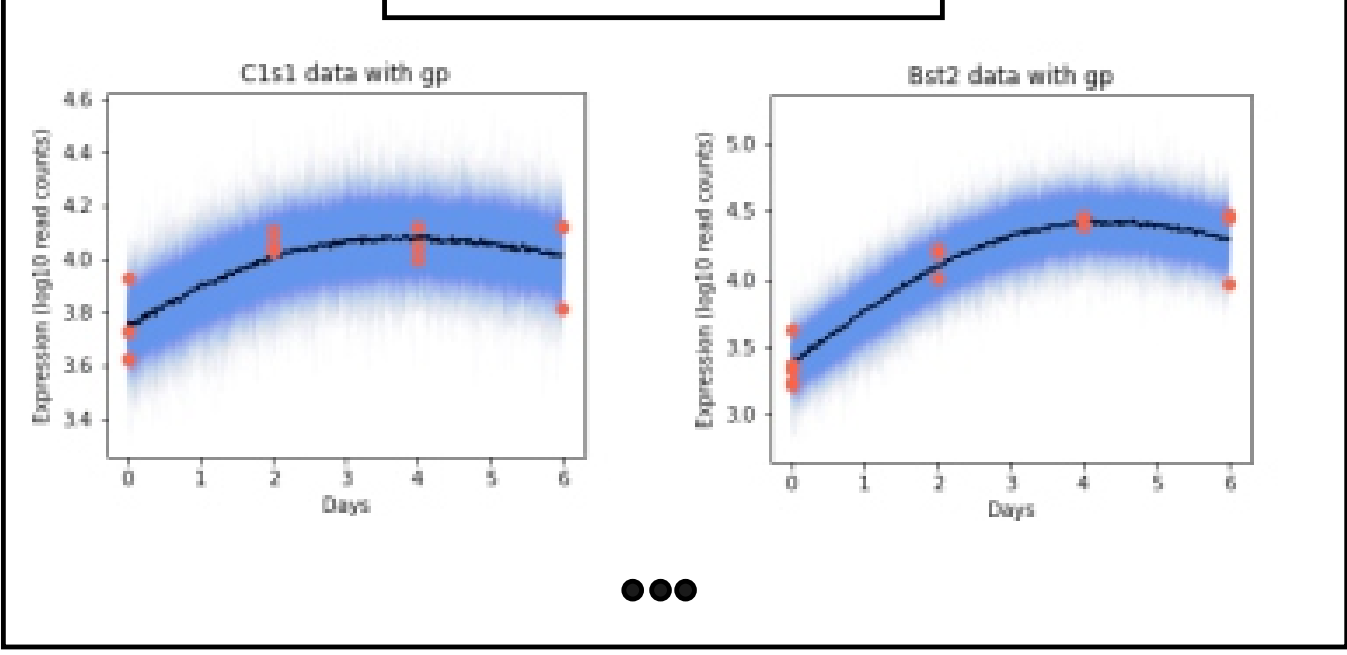 C1s1 data with gp
4.6
4.4
4.2
4.0
3.8
3.6
3.4
Expression (log10 read counts)
0 1 2 3 4 5 6
Days
Bst2 data with gp
5.0
4.5
4.0
3.5
3.0
Expression (log10 read counts)
0 1 2 3 4 5 6
Days